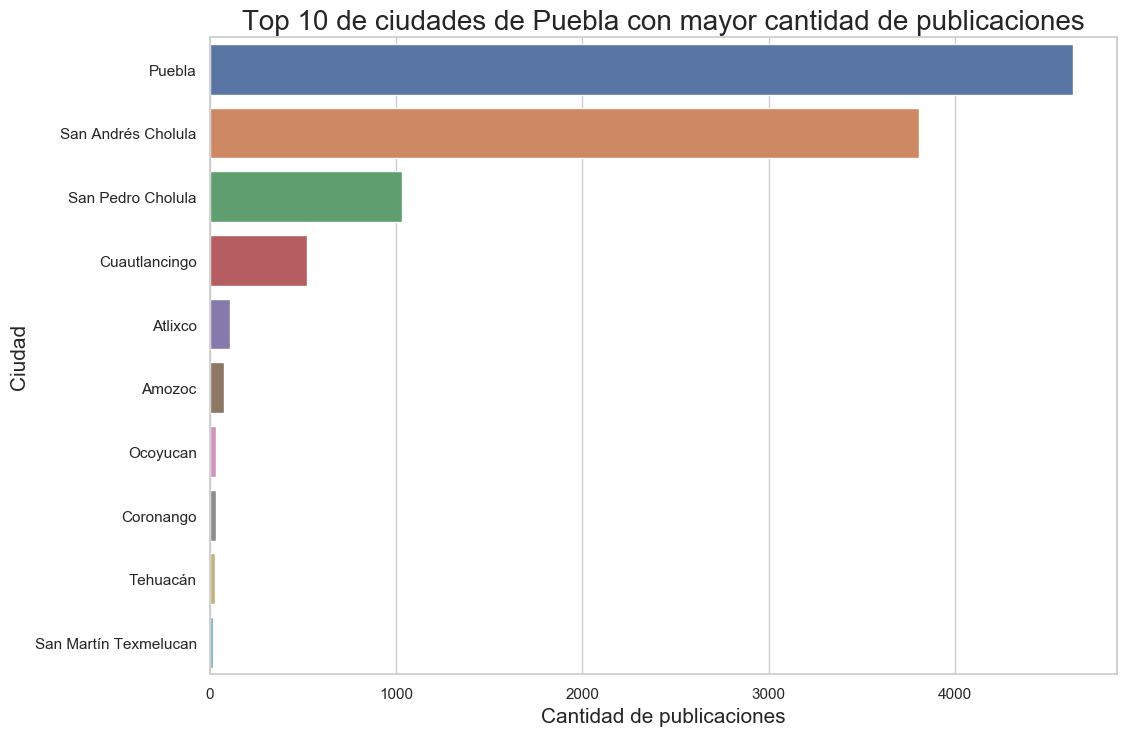 Top 10 de ciudades de Puebla con mayor cantidad de publicaciones
Ciudad
Puebla
San Andrés Cholula
San Pedro Cholula
Cuautlancingo
Atlixco
Amozoc
Ocoyucan
Coronango
Tehuacán
San Martín Texmelucan
0 1000 2000 3000 4000
Cantidad de publicaciones